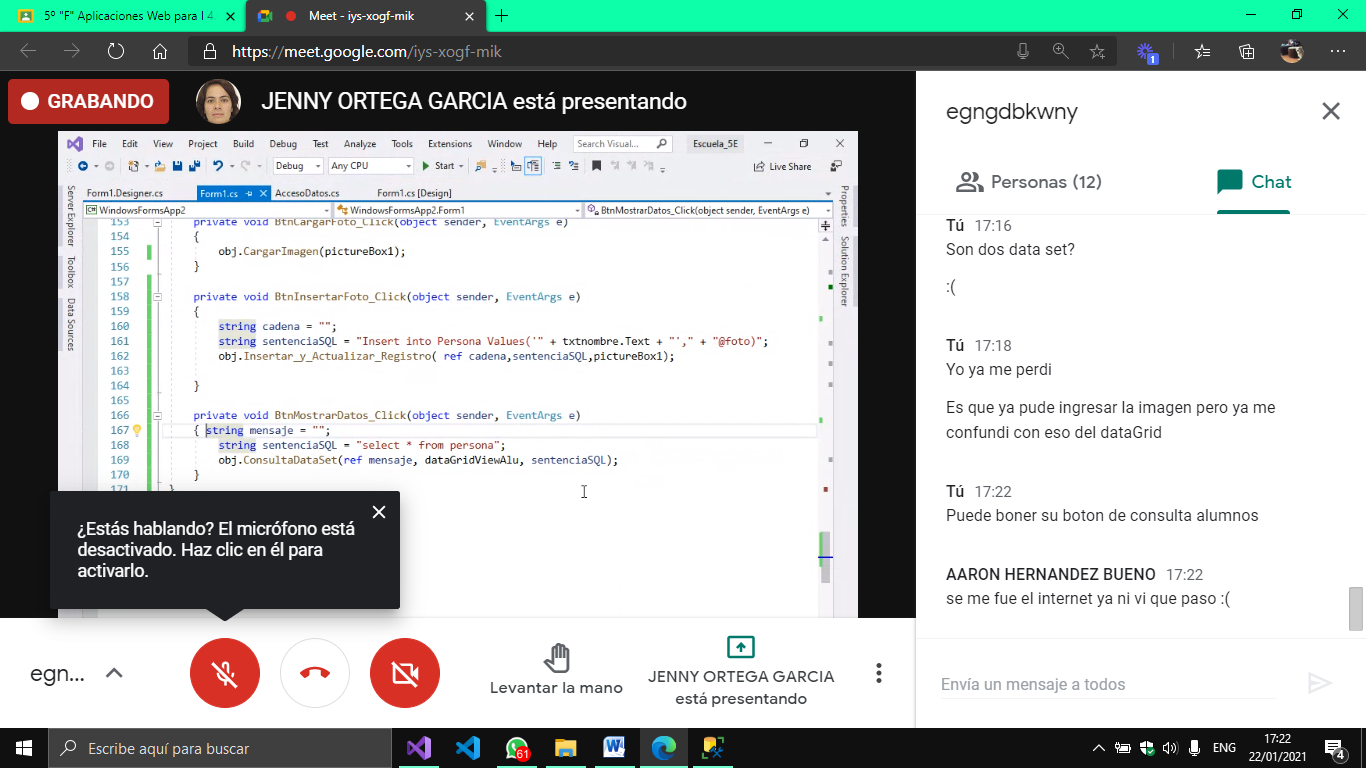 5º "F" Aplicaciones Web para I 4.
Meet - iys-xogf-mik
https://meet.google.com/iys-xogf-mik
1
GRABANDO
JENNY ORTEGA GARCIA está presentando
File Edit View Project Build Debug Test Analyze Tools Extensions Window Help Search Visual... Escuela_5E
Debug Any CPU Start Live Share
Form1.Designer.cs Form1.cs AccesoDatos.cs Form1.cs [Design]
WindowsFormsApp2 WindowsFormsApp2.Form1 BtnMostrarDatos_Click(object sender, EventArgs e)
Server Explorer
Toolbox
Data Sources
Properties
Solution Explorer
153 private void BtnCargarFoto_Click(object sender, EventArgs e)
154 {
155 obj.CargarImagen(pictureBox1);
156 }
157
158 private void BtnInsertarFoto_Click(object sender, EventArgs e)
159 {
160 string cadena = "";
161 string sentenciaSQL = "Insert into Persona Values('" + txtnombre.Text + "'," + "@foto)";
162 obj.Insertar_y_Actualizar_Registro( ref cadena,sentenciaSQL,pictureBox1);
163
164 }
165
166 private void BtnMostrarDatos_Click(object sender, EventArgs e)
167 { string mensaje = "";
168 string sentenciaSQL = "select * from persona";
169 obj.ConsultaDataSet(ref mensaje, dataGridViewAlu, sentenciaSQL);
170 }
171 }
¿Estás hablando? El micrófono está
desactivado. Haz clic en él para
activarlo.
egn...
Levantar la mano
JENNY ORTEGA GARCIA
está presentando
egngdbkwny
Personas (12)
Chat
Tú 17:16
Son dos data set?
:(
Tú 17:18
Yo ya me perdi
Es que ya pude ingresar la imagen pero ya me
confundi con eso del dataGrid
Tú 17:22
Puede boner su boton de consulta alumnos
AARON HERNANDEZ BUENO 17:22
se me fue el internet ya ni vi que paso :(
Envía un mensaje a todos
Escribe aquí para buscar
61
ENG
17:22
22/01/2021
4